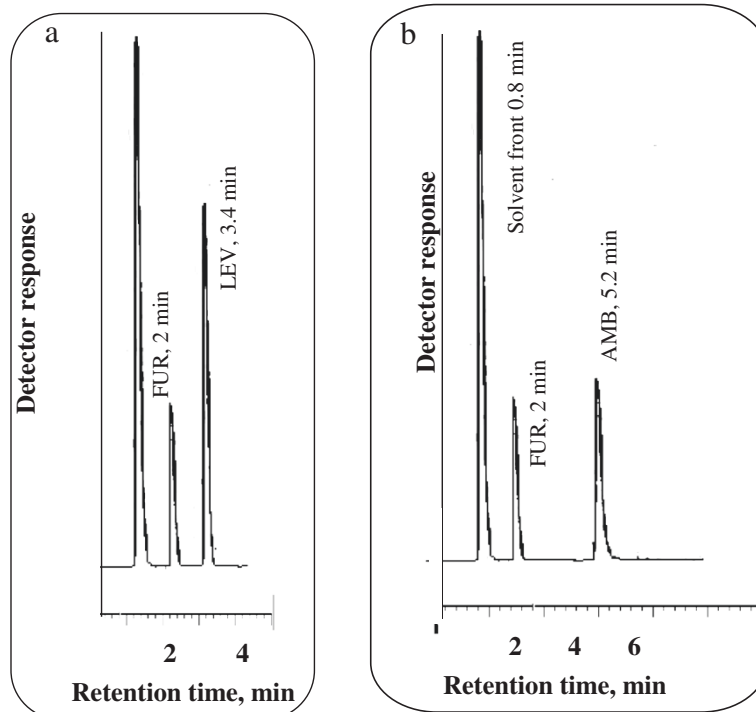 a
Detector response
FUR, 2 min
LEV, 3.4 min
2 4
Retention time, min
b
Detector response
Solvent front 0.8 min
FUR, 2 min
AMB, 5.2 min
2 4 6
Retention time, min